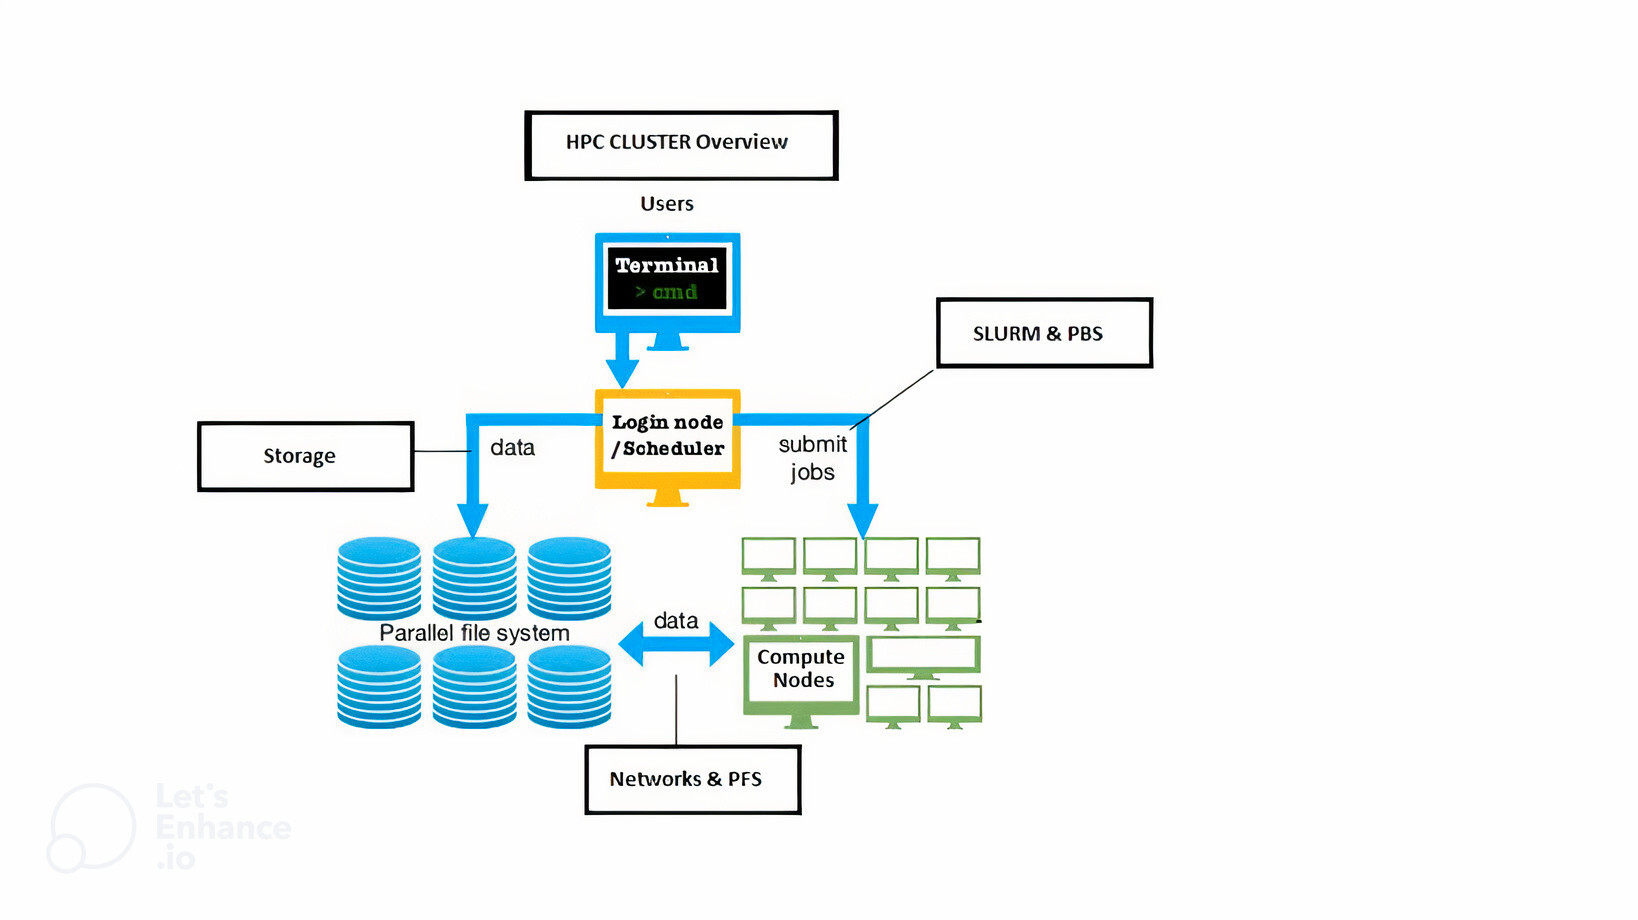 HPC CLUSTER Overview
Users
Terminal
> cmd
SLURM & PBS
Login node
/Scheduler
Storage
data
submit
jobs
Parallel file system
data
Compute
Nodes
Networks & PFS
Let's
Enhance
.io